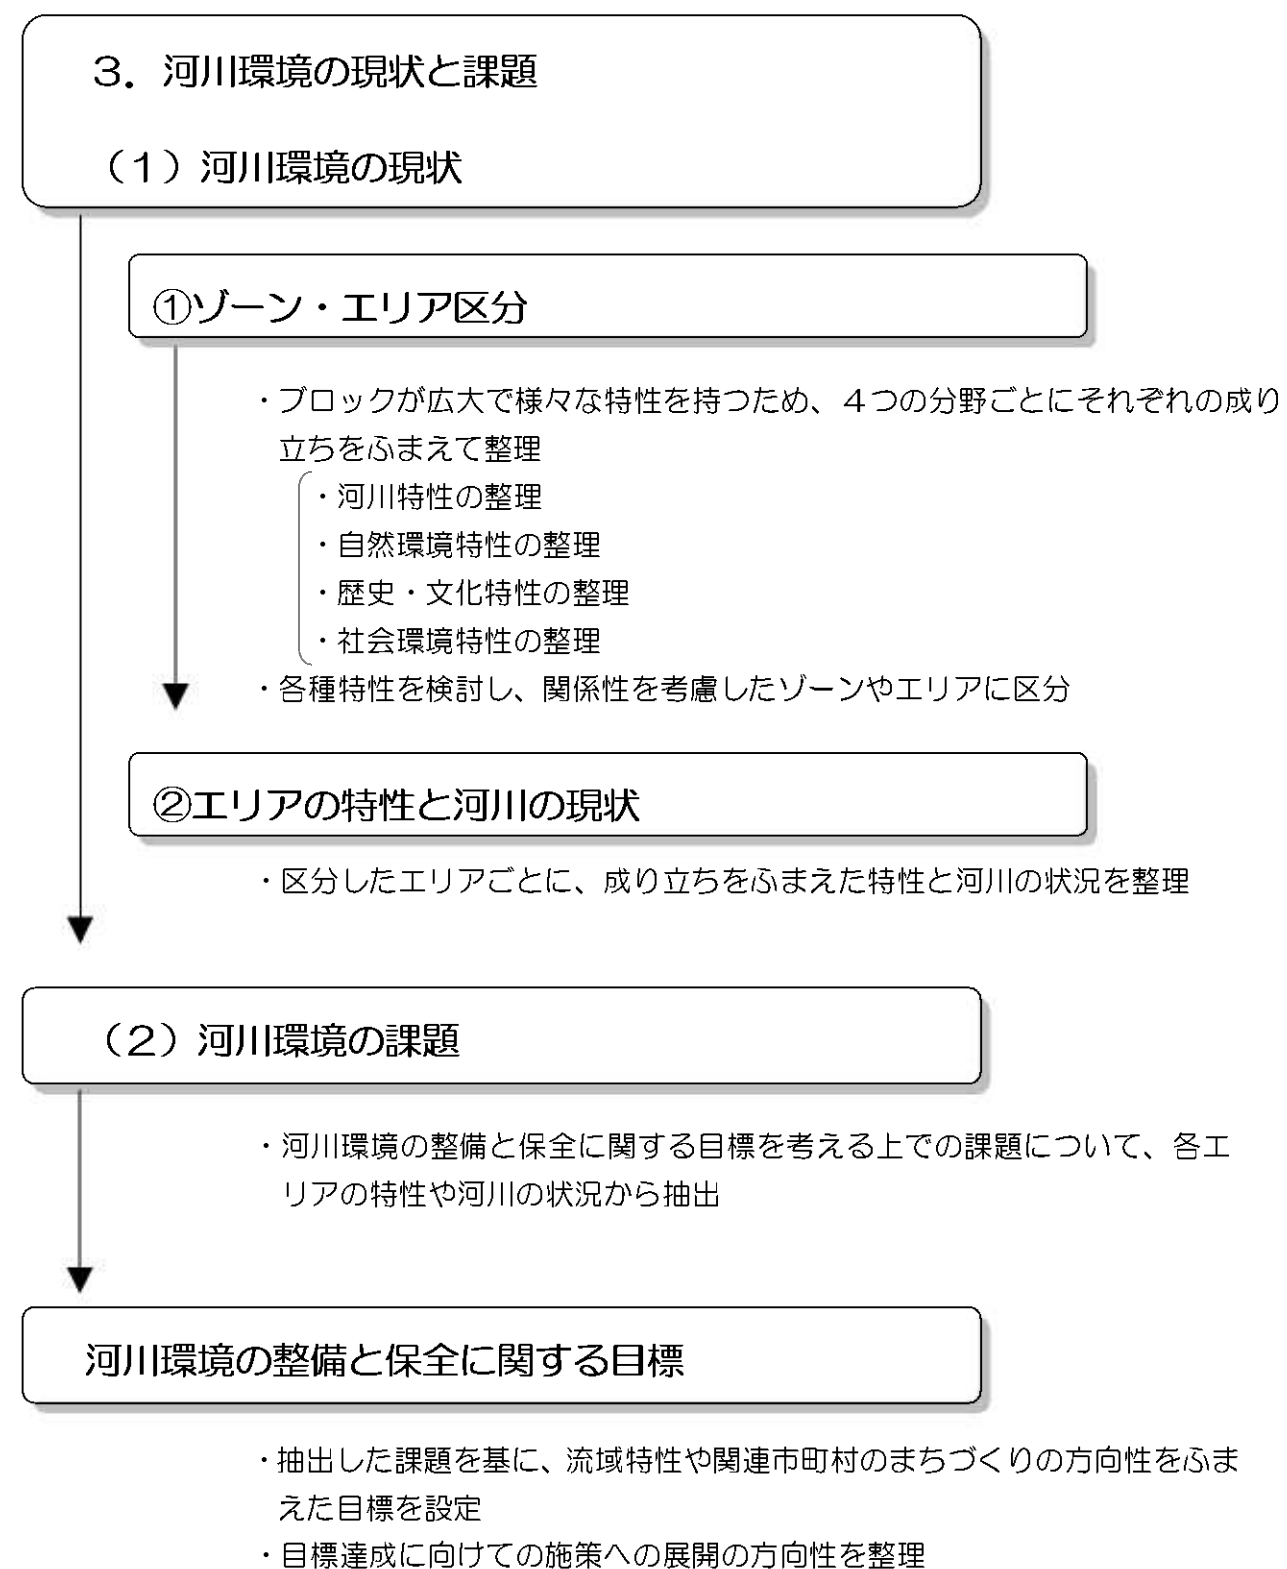 ３．河川環境の現状と課題
（１）河川環境の現状
①ゾーン・エリア区分
・ブロックが広大で様々な特性を持つため、４つの分野ごとにそれぞれの成り
立ちをふまえて整理
・河川特性の整理
・自然環境特性の整理
・歴史・文化特性の整理
・社会環境特性の整理
・各種特性を検討し、関係性を考慮したゾーンやエリアに区分
②エリアの特性と河川の現状
・区分したエリアごとに、成り立ちをふまえた特性と河川の状況を整理
（２）河川環境の課題
・河川環境の整備と保全に関する目標を考える上での課題について、各エ
リアの特性や河川の状況から抽出
河川環境の整備と保全に関する目標
・抽出した課題を基に、流域特性や関連市町村のまちづくりの方向性をふま
えた目標を設定
・目標達成に向けての施策への展開の方向性を整理